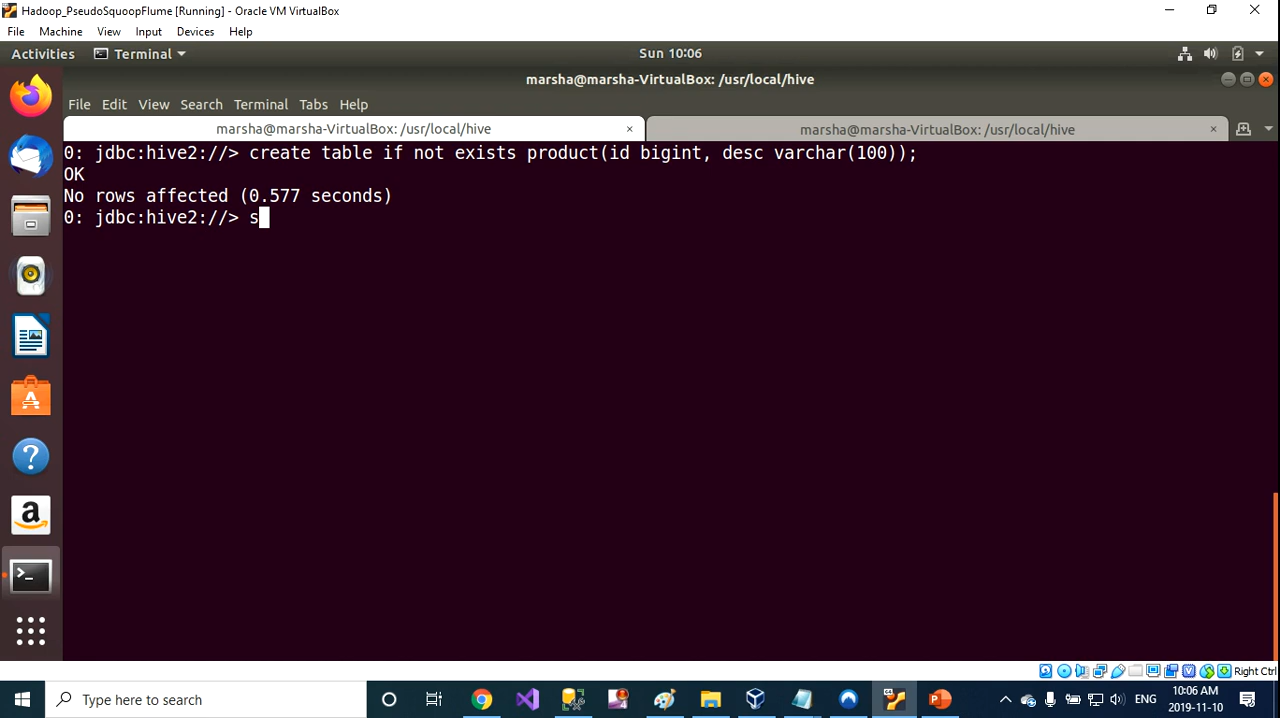 Hadoop_PseudoSquoopFlume [Running] - Oracle VM VirtualBox
File Machine View Input Devices Help
Activities Terminal Sun 10:06
marsha@marsha-VirtualBox: /usr/local/hive
File Edit View Search Terminal Tabs Help
marsha@marsha-VirtualBox: /usr/local/hive × marsha@marsha-VirtualBox: /usr/local/hive ×
0: jdbc:hive2://> create table if not exists product(id bigint, desc varchar(100));
OK
No rows affected (0.577 seconds)
0: jdbc:hive2://> s
Right Ctrl
Type here to search
ENG
10:06 AM
2019-11-10